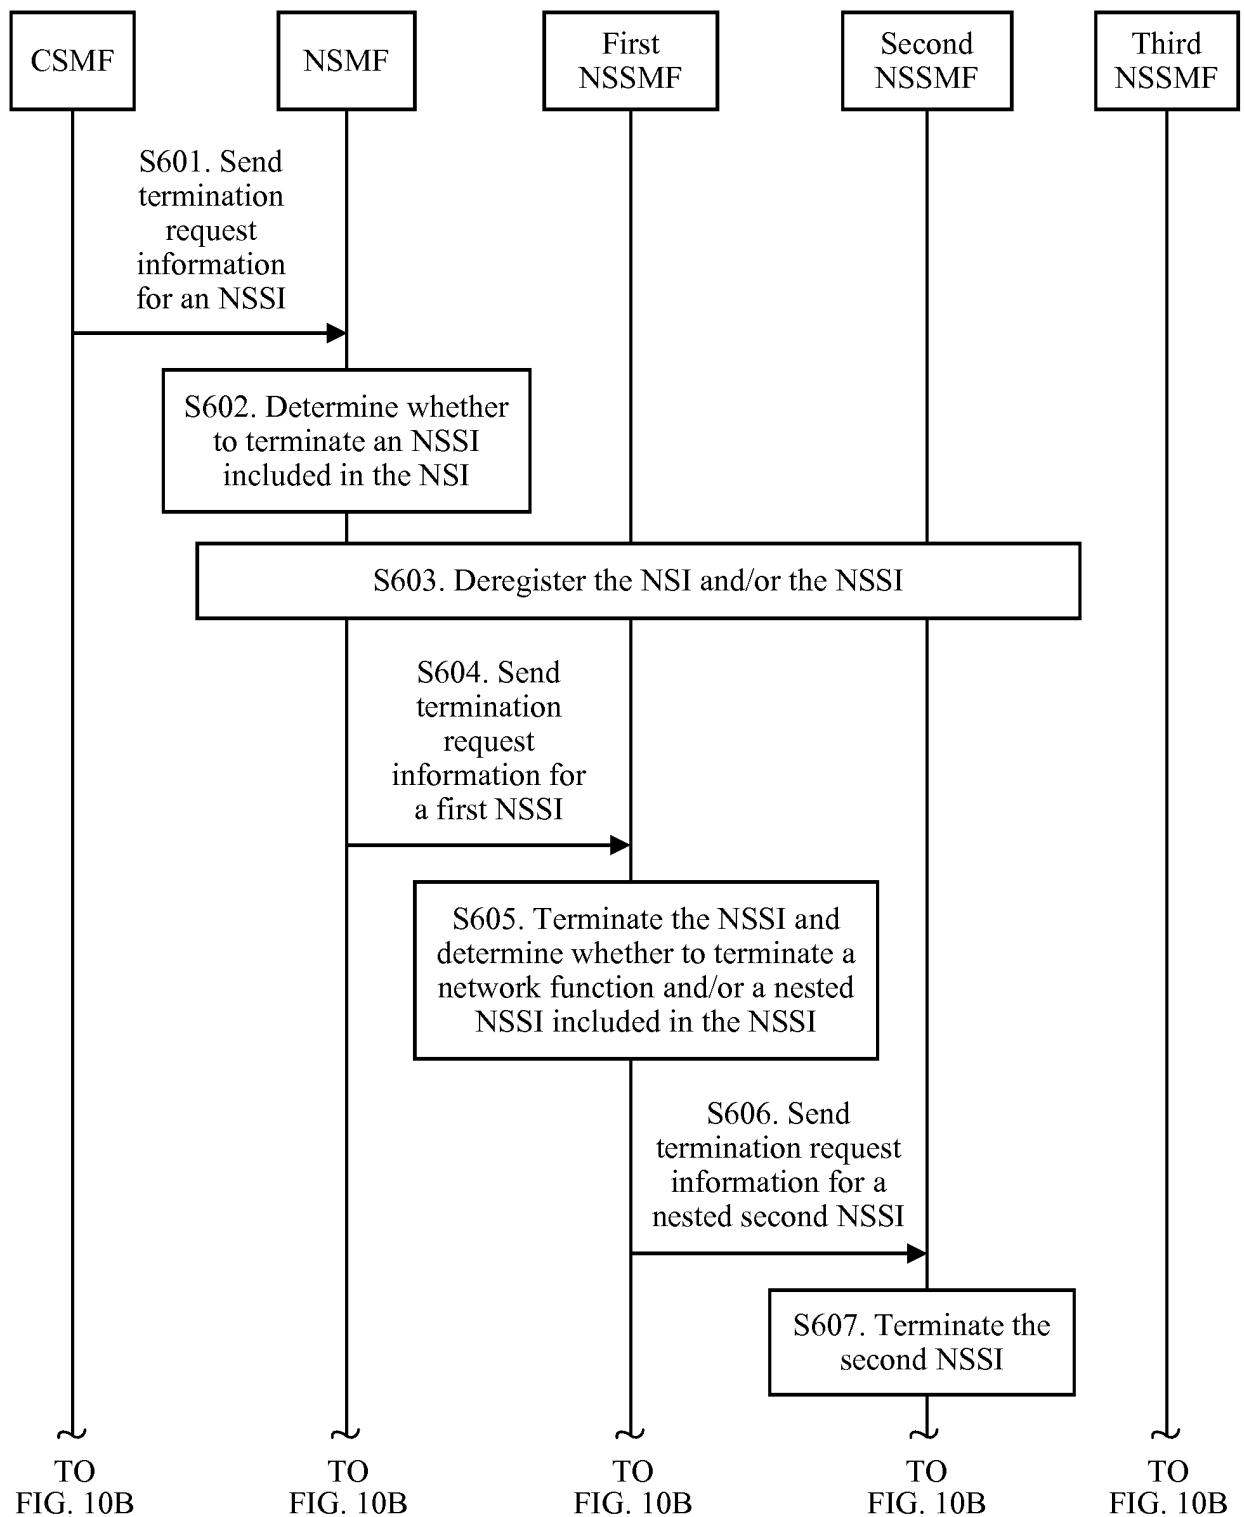 CSMF
NSMF
First
NSSMF
Second
NSSMF
Third
NSSMF
S601. Send
termination
request
information
for an NSSI
S602. Determine whether
to terminate an NSSI
included in the NSI
S603. Deregister the NSI and/or the NSSI
S604. Send
termination
request
information for
a first NSSI
S605. Terminate the NSSI and
determine whether to terminate a
network function and/or a nested
NSSI included in the NSSI
S606. Send
termination request
information for a
nested second NSSI
S607. Terminate the
second NSSI
TO
FIG. 10B
TO
FIG. 10B
TO
FIG. 10B
TO
FIG. 10B
TO
FIG. 10B